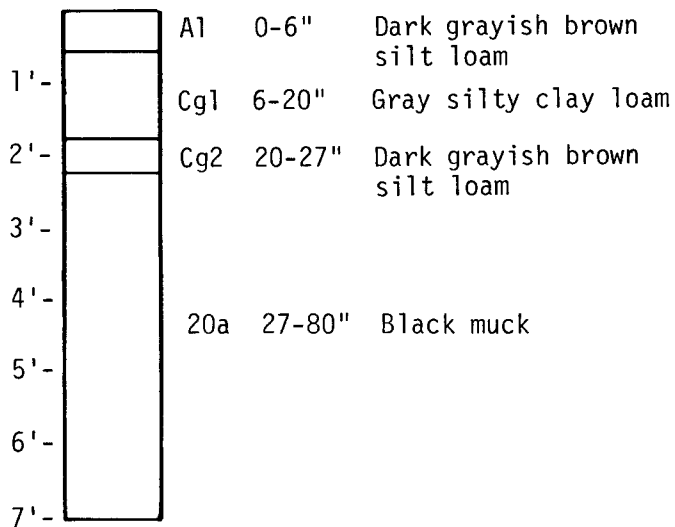 A1 0-6" Dark grayish brown
silt loam
1'-
Cg1 6-20" Gray silty clay loam
2'- Cg2 20-27" Dark grayish brown
silt loam
3'-
4'-
20a 27-80" Black muck
5'-
6'-
7'-